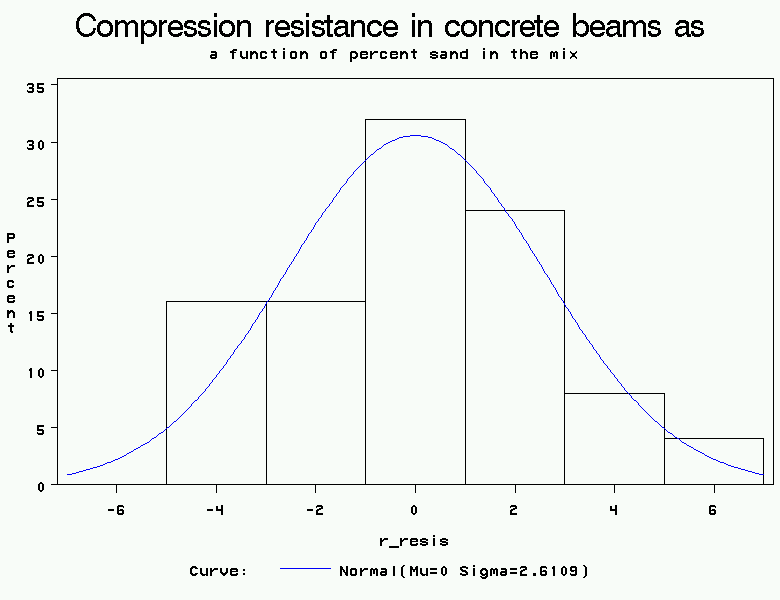 Compression resistance in concrete beams as
a function of percent sand in the mix
35
30
25
20
15
10
5
0
Percent
-6 -4 -2 0 2 4 6
r_resis
Curve: Normal(Mu=0 Sigma=2.6109)